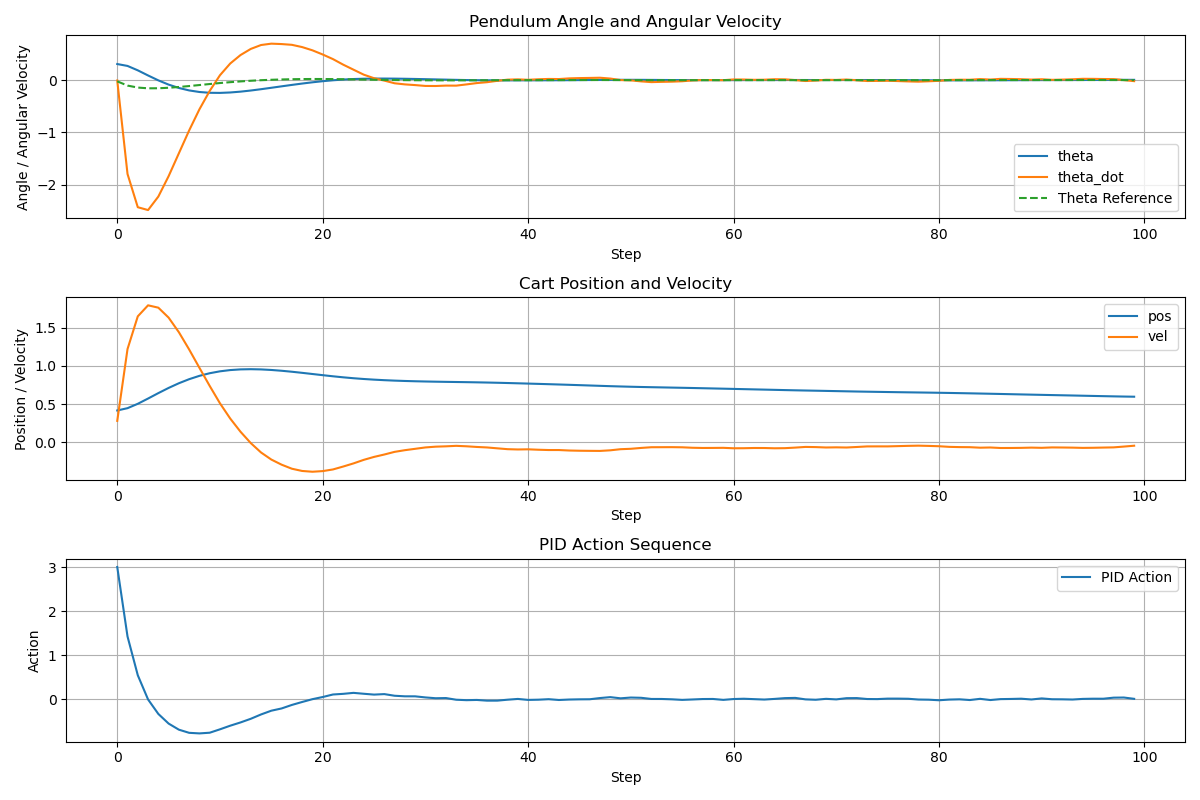 Pendulum Angle and Angular Velocity
Angle / Angular Velocity
0
−1
−2
theta
theta_dot
Theta Reference
0 20 40 60 80 100
Step
Cart Position and Velocity
Position / Velocity
1.5
1.0
0.5
0.0
pos
vel
0 20 40 60 80 100
Step
PID Action Sequence
Action
3
2
1
0
PID Action
0 20 40 60 80 100
Step